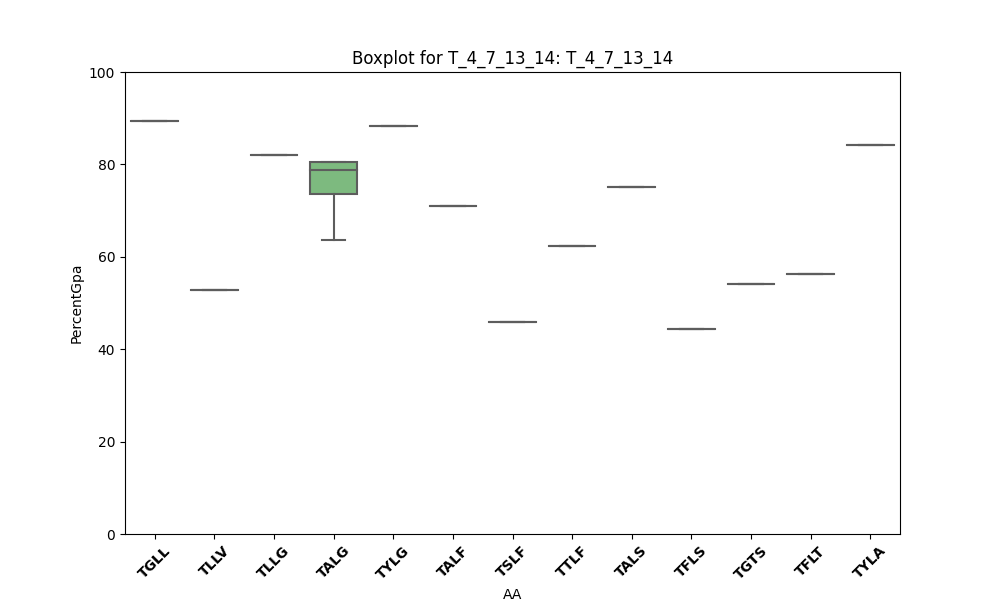 Boxplot for T_4_7_13_14: T_4_7_13_14
100
80
60
40
20
0
PercentGpa
TGLL
TLLV
TLLG
TALG
TYLG
TALF
TSLF
TTLF
TALS
TFLS
TGTS
TFLT
TYLA
AA